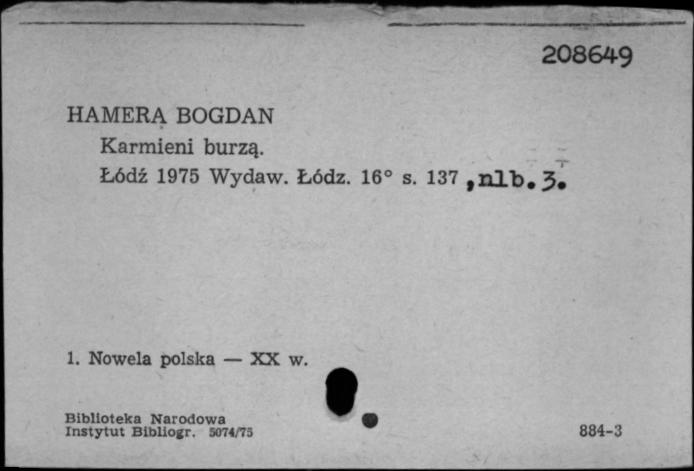 208649
HAMERA BOGDAN
Karmieni burzą.
Łódź 1975 Wydaw. Łódz. 16° s. 137, nlb. 3.
1. Nowela polska — XX w.
Biblioteka Narodowa
Instytut Bibliogr. 5074/75
884-3